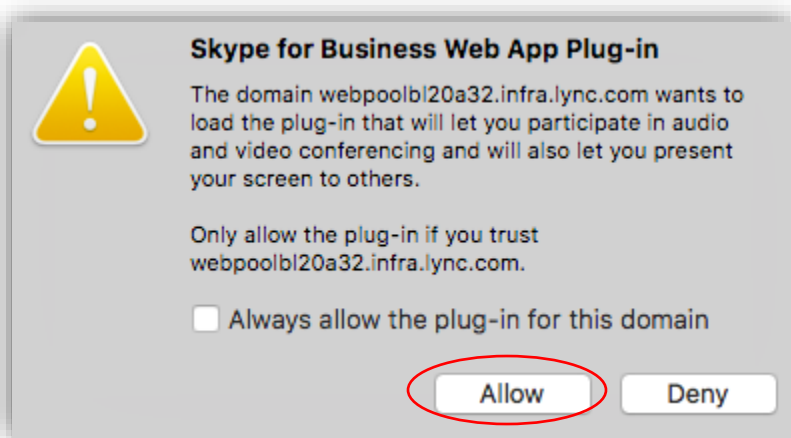 Skype for Business Web App Plug-in
The domain webpoolbl20a32.infra.lync.com wants to
load the plug-in that will let you participate in audio
and video conferencing and will also let you present
your screen to others.
Only allow the plug-in if you trust
webpoolbl20a32.infra.lync.com.
Always allow the plug-in for this domain
Allow Deny